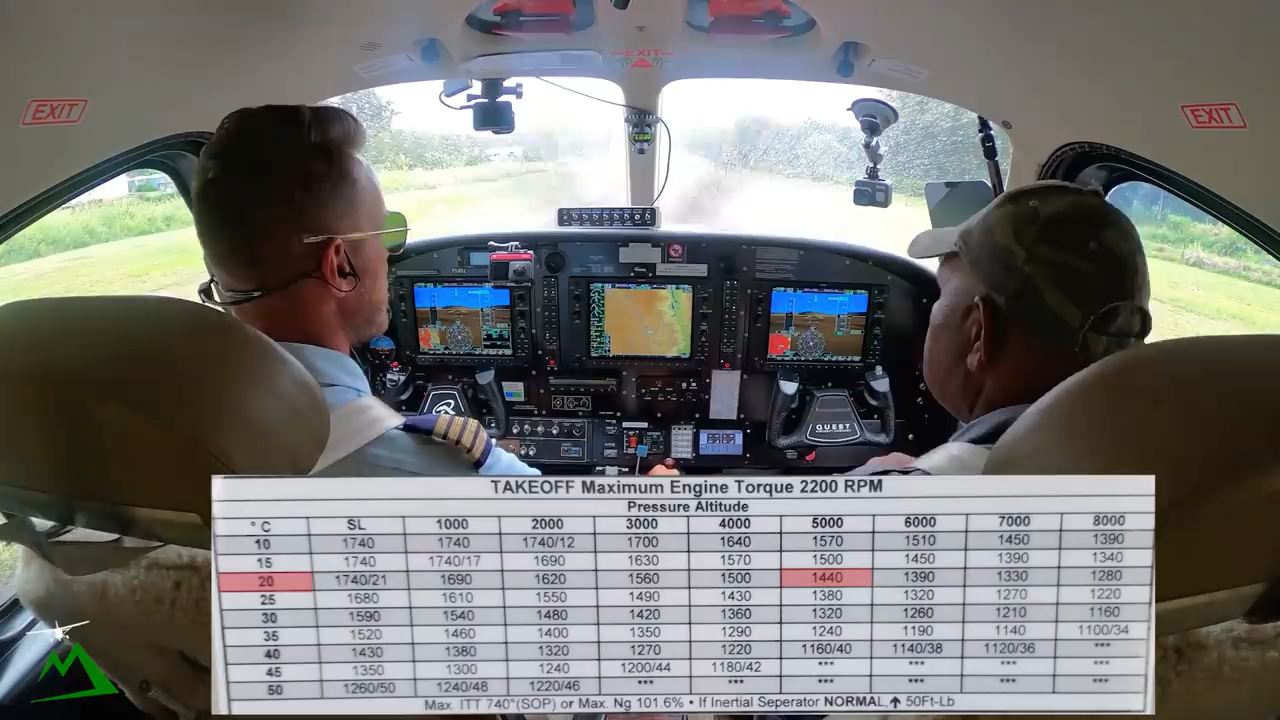 EXIT
EXIT
EXIT
QUEST
TAKEOFF Maximum Engine Torque 2200 RPM
Pressure Altitude
° C SL 1000 2000 3000 4000 5000 6000 7000 8000
10 1740 1740 1740/12 1700 1640 1570 1510 1450 1390
15 1740 1740/17 1690 1630 1570 1500 1450 1390 1340
20 1740/21 1690 1620 1560 1500 1440 1390 1330 1280
25 1680 1610 1550 1490 1430 1380 1320 1270 1220
30 1590 1540 1480 1420 1360 1320 1260 1210 1160
35 1520 1460 1400 1350 1290 1240 1190 1140 1100/34
40 1430 1380 1320 1270 1220 1160/40 1140/38 1120/36 ***
45 1350 1300 1240 1200/44 1180/42 *** *** *** ***
50 1260/50 1240/48 1220/46 *** *** *** *** *** ***
Max. ITT 740°(SOP) or Max. Ng 101.6% • If Inertial Seperator NORMAL, ↑ 50Ft-Lb